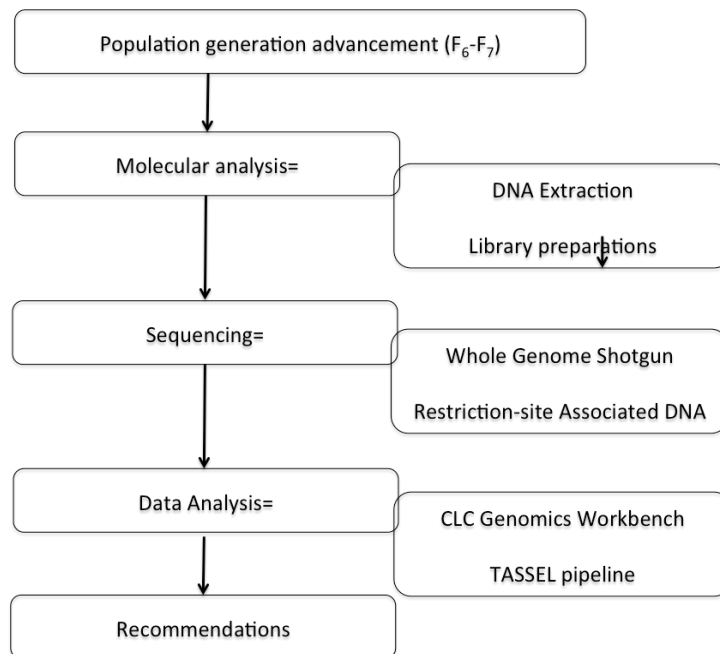 Population generation advancement (F₆-F₇)
Molecular analysis=
DNA Extraction
Library preparations
Sequencing=
Whole Genome Shotgun
Restriction-site Associated DNA
Data Analysis=
CLC Genomics Workbench
TASSEL pipeline
Recommendations